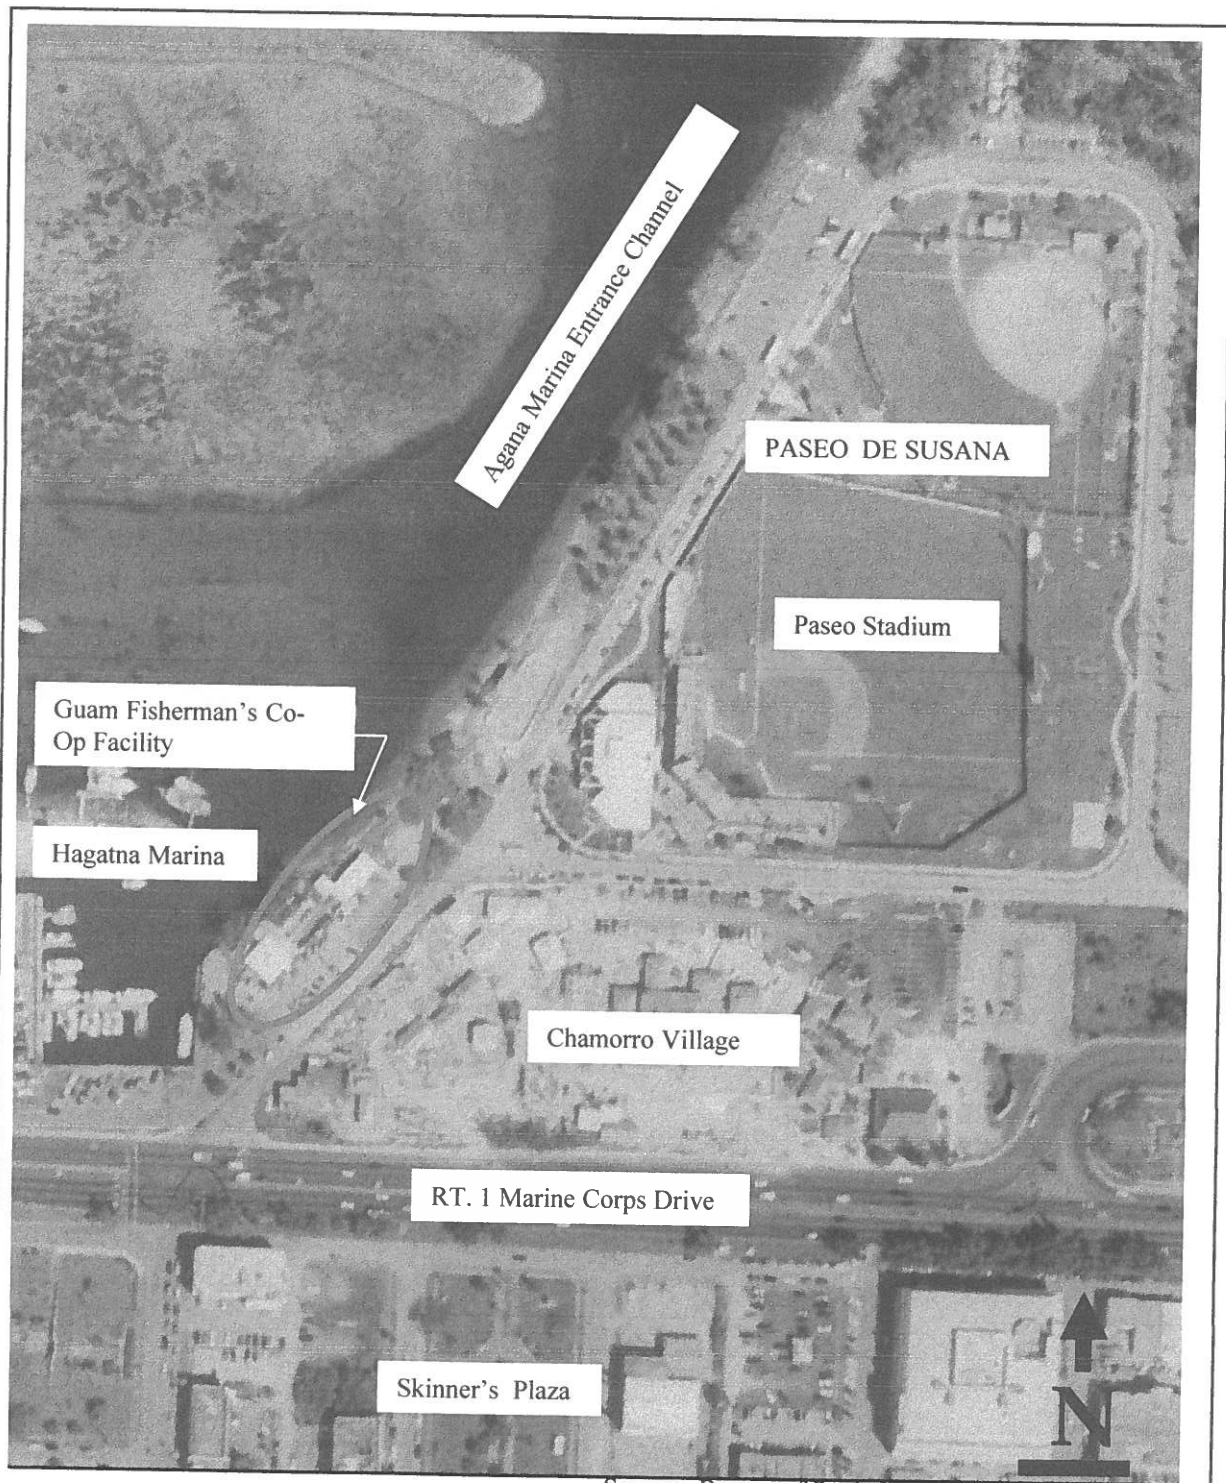 Agana Marina Entrance Channel
PASEO DE SUSANA
Paseo Stadium
Guam Fisherman's Co-
Op Facility
Hagatna Marina
Chamorro Village
RT. 1 Marine Corps Drive
Skinner's Plaza
N